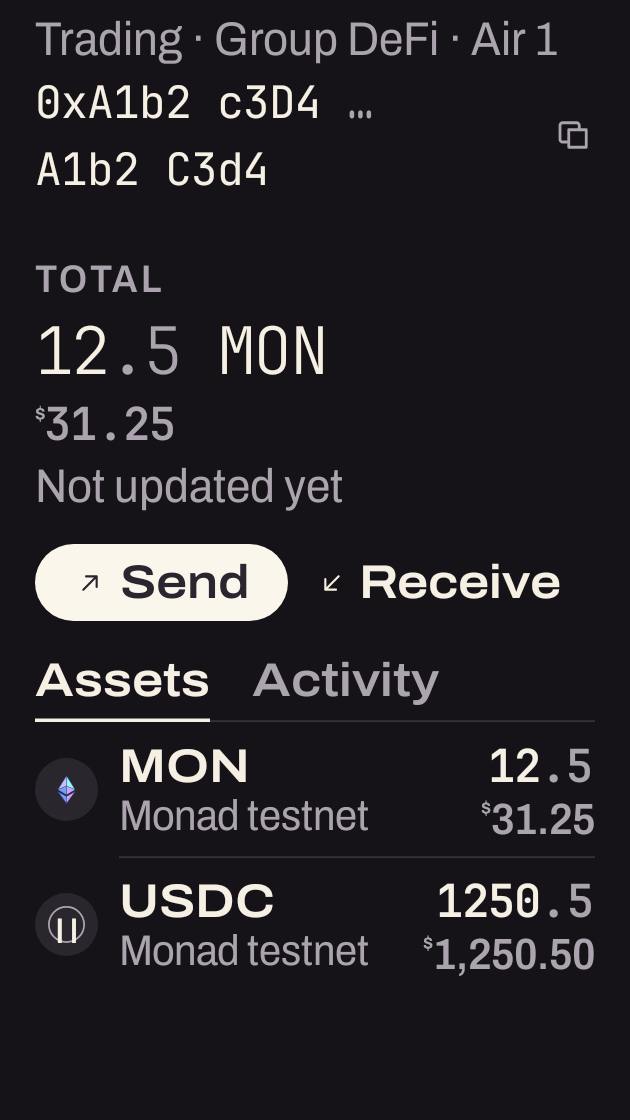 Trading · Group DeFi · Air 1
0xA1b2 c3D4 …
A1b2 C3d4
TOTAL
12.5 MON
$31.25
Not updated yet
Send
Receive
Assets
Activity
MON
12.5
Monad testnet
$31.25
USDC
1250.5
Monad testnet
$1,250.50